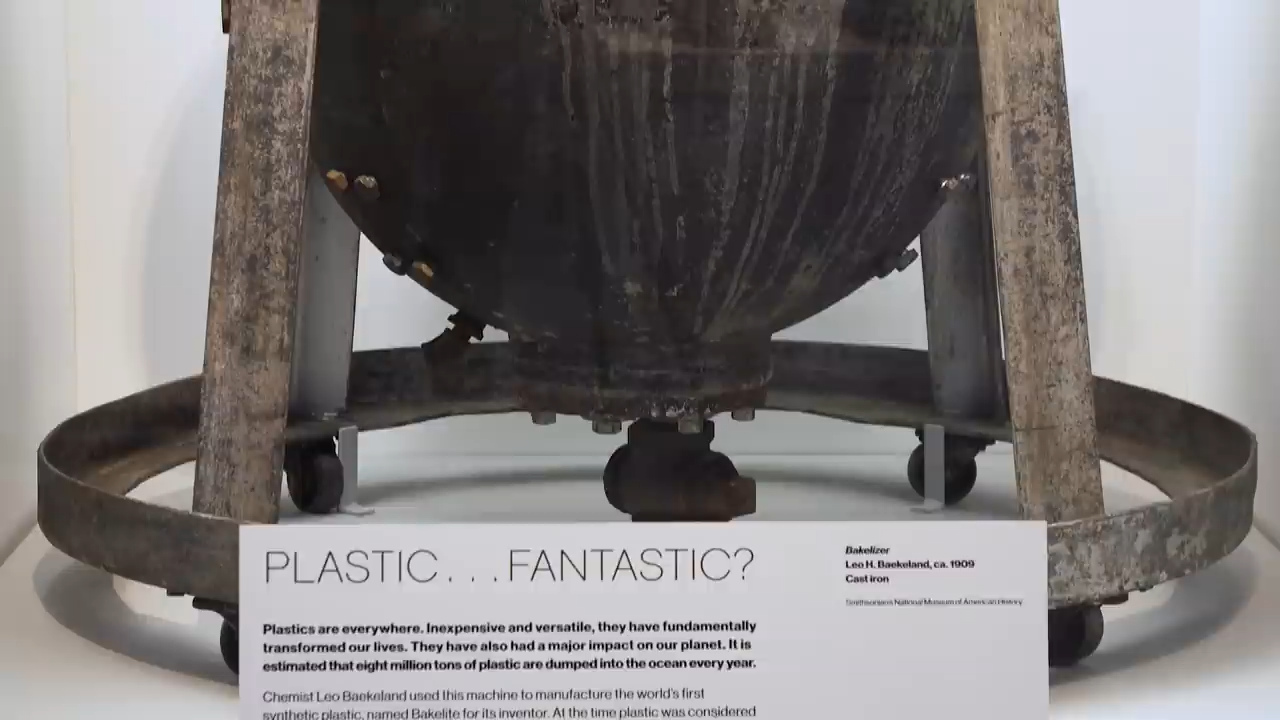 PLASTIC . . . FANTASTIC?
Plastics are everywhere. Inexpensive and versatile, they have fundamentally
transformed our lives. They have also had a major impact on our planet. It is
estimated that eight million tons of plastic are dumped into the ocean every year.
Chemist Leo Baekeland used this machine to manufacture the world's first
synthetic plastic, named Bakelite for its inventor. At the time plastic was considered
Bakelizer
Leo H. Baekeland, ca. 1909
Cast iron
Smithsonian's National Museum of American History